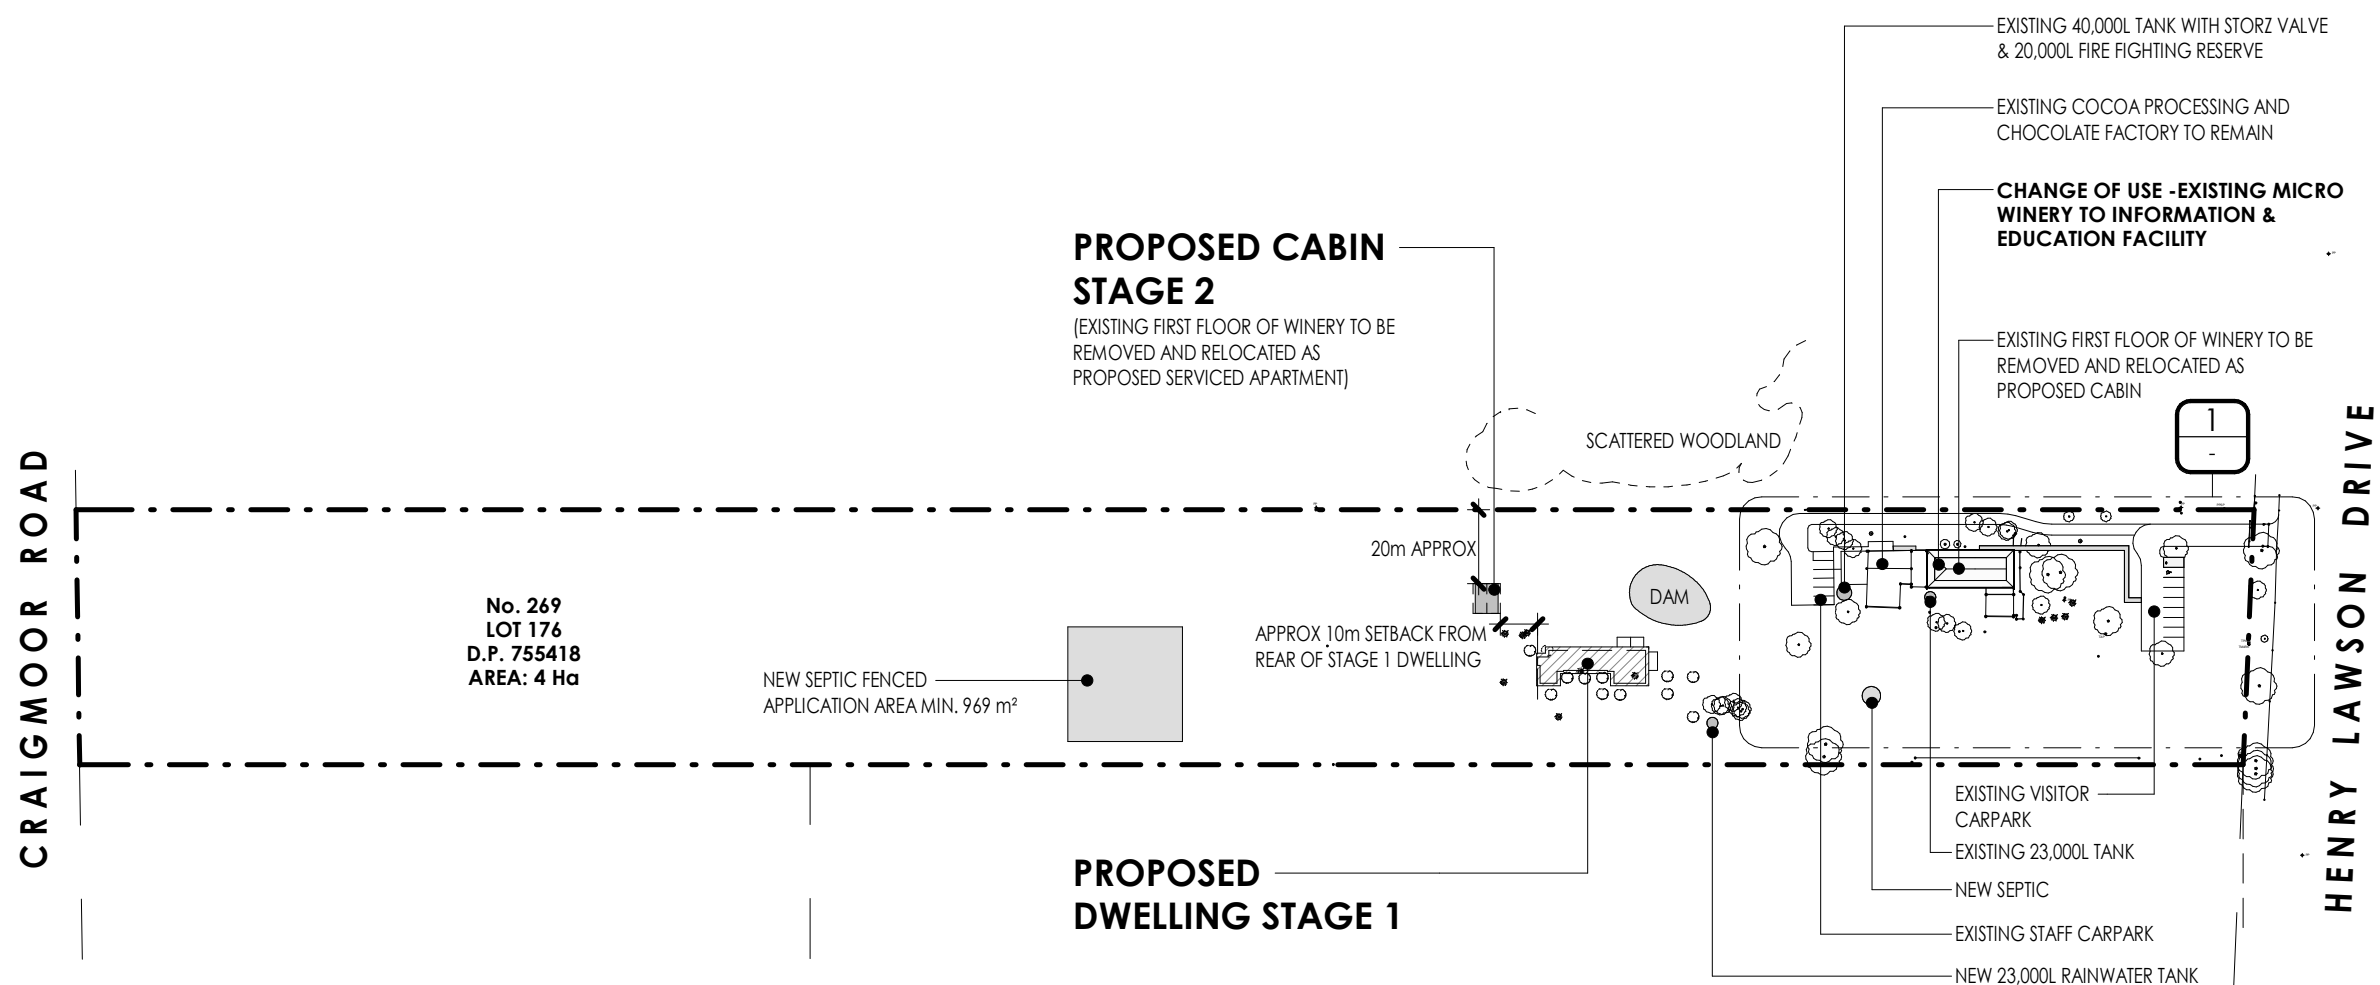 EXISTING 40,000L TANK WITH STORZ VALVE
& 20,000L FIRE FIGHTING RESERVE
EXISTING COCOA PROCESSING AND
CHOCOLATE FACTORY TO REMAIN
CHANGE OF USE -EXISTING MICRO
WINERY TO INFORMATION &
EDUCATION FACILITY
PROPOSED CABIN
STAGE 2
(EXISTING FIRST FLOOR OF WINERY TO BE
REMOVED AND RELOCATED AS
PROPOSED SERVICED APARTMENT)
EXISTING FIRST FLOOR OF WINERY TO BE
REMOVED AND RELOCATED AS
PROPOSED CABIN
1
-
SCATTERED WOODLAND
CRAIGMOOR ROAD
HENRY LAWSON DRIVE
20m APPROX
DAM
No. 269
LOT 176
D.P. 755418
AREA: 4 Ha
APPROX 10m SETBACK FROM
REAR OF STAGE 1 DWELLING
NEW SEPTIC FENCED
APPLICATION AREA MIN. 969 m²
EXISTING VISITOR
CARPARK
EXISTING 23,000L TANK
NEW SEPTIC
EXISTING STAFF CARPARK
NEW 23,000L RAINWATER TANK
PROPOSED
DWELLING STAGE 1